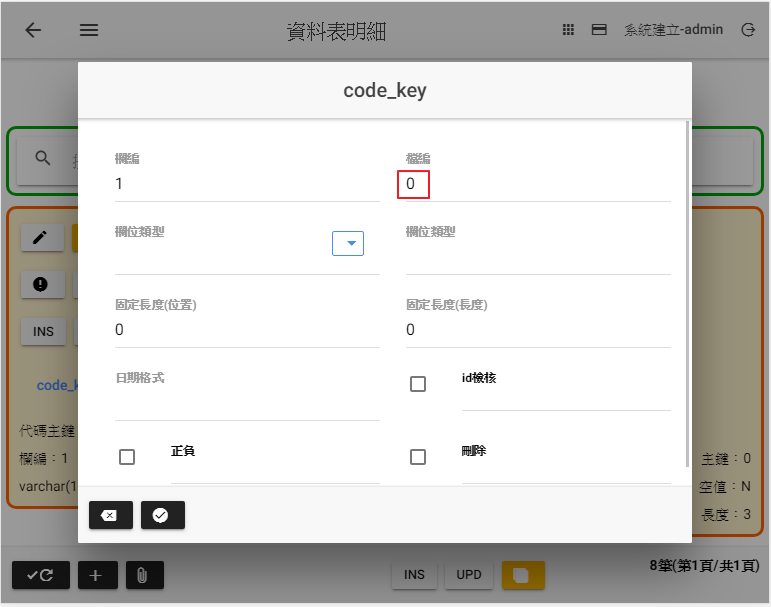 資料表明細
系統建立-admin
code_key
欄編
1
檔編
0
欄位類型
欄位類型
固定長度(位置)
0
固定長度(長度)
0
日期格式
id檢核
正負
刪除
INS
code_k
代碼主鍵
欄編：1
varchar(1
主鍵：0
空值：N
長度：3
INS
UPD
8筆(第1頁/共1頁)